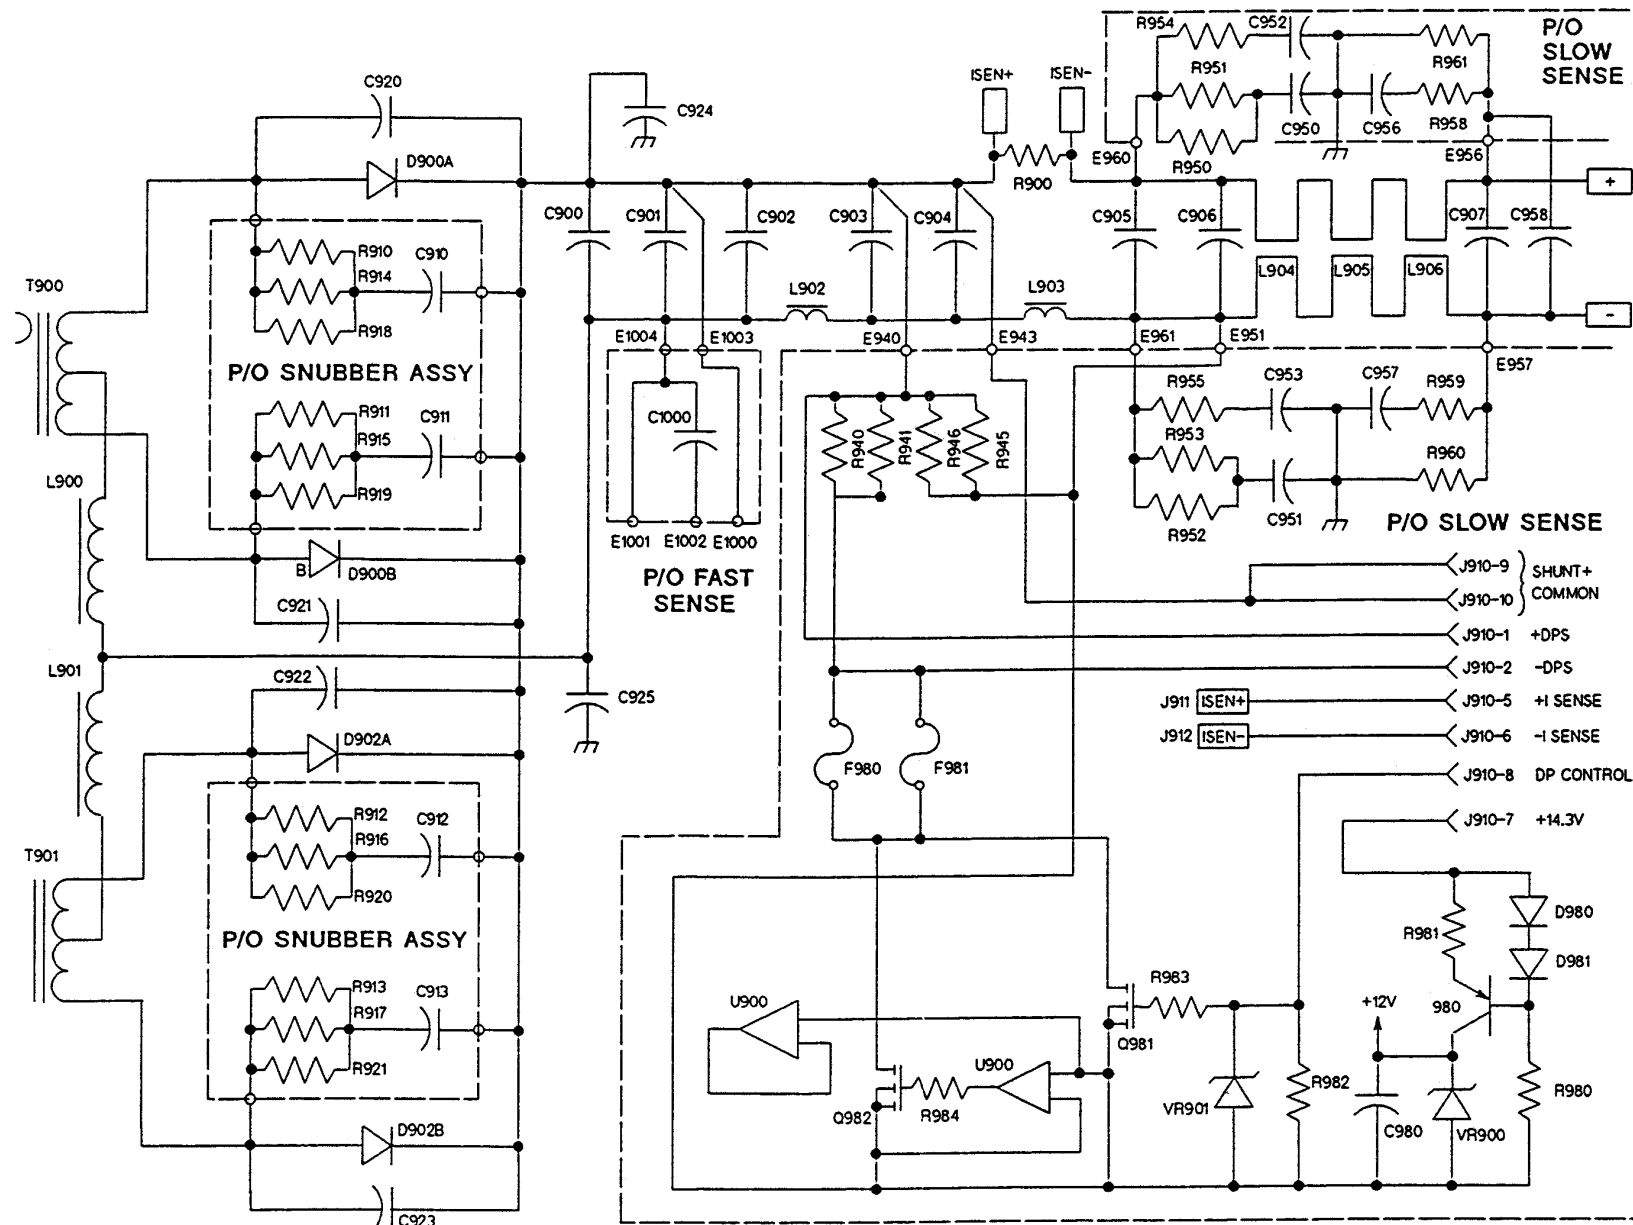 R954
C952
P/O
SLOW
SENSE
R961
C920
ISEN+
ISEN-
R951
C924
C950
C956
R958
D900A
E960
R950
E956
R900
+
C900
C901
C902
C903
C904
C905
C906
C907
C958
R910
C910
R914
T900
L904
L905
L906
R918
L902
L903
-
E1004
E1003
E940
E943
E961
E951
E957
P/O SNUBBER ASSY
R955
C953
C957
R959
R911
C911
C1000
R915
R940
R941
R946
R945
R953
R960
L900
R919
C951
R952
P/O SLOW SENSE
E1001
E1002
E1000
B
D900B
P/O FAST
SENSE
J910-9
SHUNT+
COMMON
J910-10
C921
J910-1 +DPS
L901
C922
J910-2 -DPS
C925
J911 ISEN+
J910-5 +I SENSE
J912 ISEN-
J910-6 -I SENSE
D902A
F980
F981
J910-8 DP CONTROL
R912
C912
J910-7 +14.3V
R916
T901
R920
D980
R981
P/O SNUBBER ASSY
D981
R913
C913
R983
+12V
980
U900
R917
Q981
U900
R921
R982
R980
Q982
R984
VR901
C980
VR900
D902B
C923